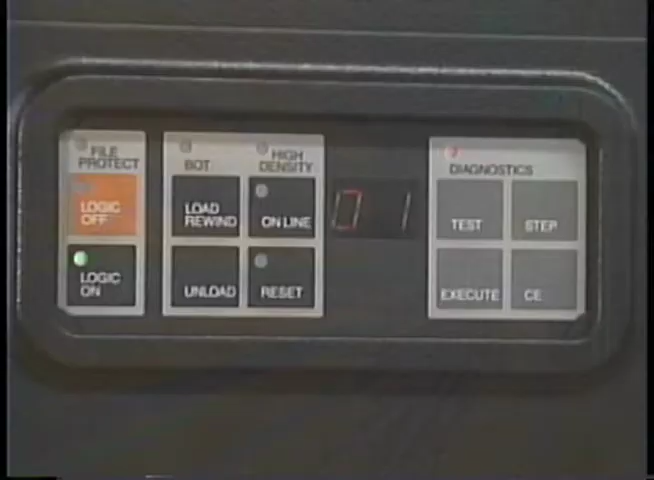 FILE
PROTECT
LOGIC
OFF
LOGIC
ON
BOT
HIGH
DENSITY
LOAD
REWIND
ON LINE
UNLOAD
RESET
01
DIAGNOSTICS
TEST
STEP
EXECUTE
CE